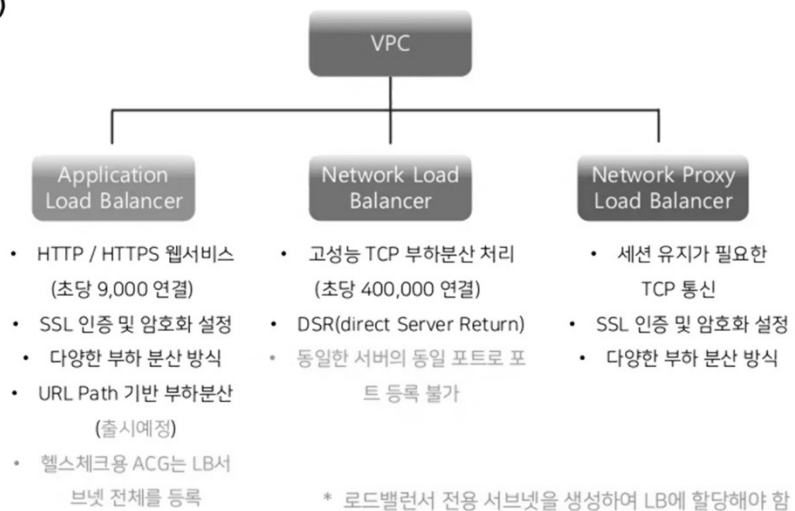 )
VPC
Application
Load Balancer
• HTTP / HTTPS 웹서비스
(초당 9,000 연결)
• SSL 인증 및 암호화 설정
• 다양한 부하 분산 방식
• URL Path 기반 부하분산
(출시예정)
• 헬스체크용 ACG는 LB서
브넷 전체를 등록
Network Load
Balancer
• 고성능 TCP 부하분산 처리
(초당 400,000 연결)
• DSR(direct Server Return)
• 동일한 서버의 동일 포트로 포
트 등록 불가
Network Proxy
Load Balancer
• 세션 유지가 필요한
TCP 통신
• SSL 인증 및 암호화 설정
• 다양한 부하 분산 방식
* 로드밸런서 전용 서브넷을 생성하여 LB에 할당해야 함